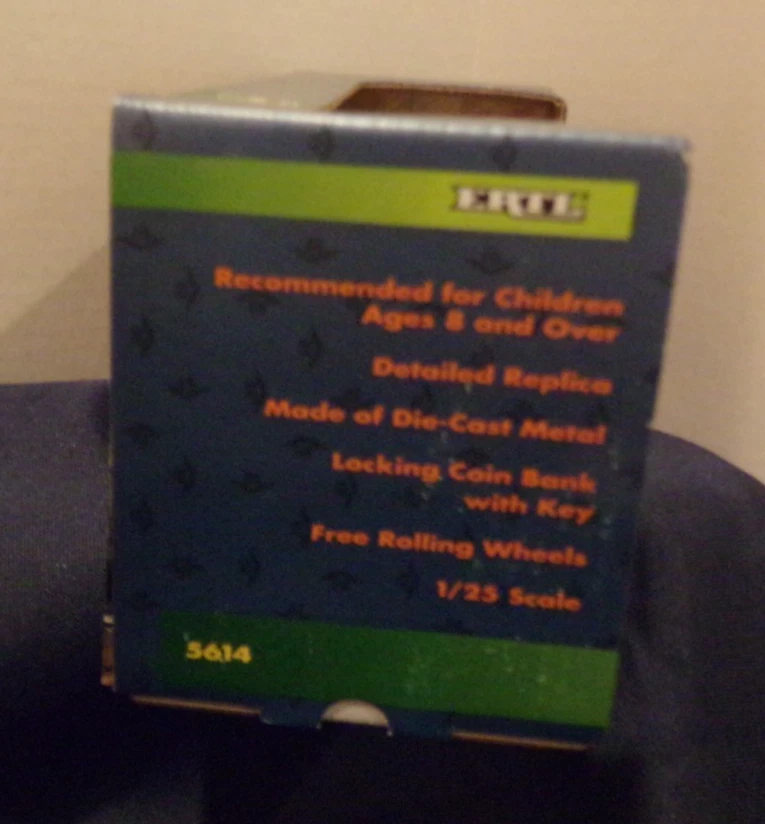 ERTL
Recommended for Children
Ages 8 and Over
Detailed Replica
Made of Die-Cast Metal
Locking Coin Bank
with Key
Free Rolling Wheels
1/25 Scale
5614